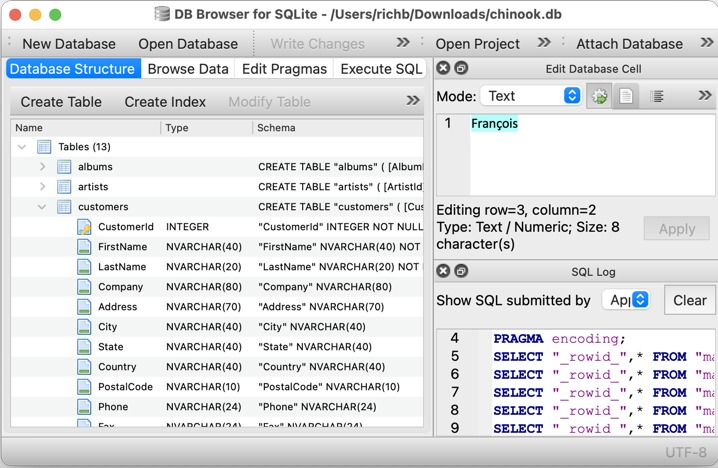 DB Browser for SQLite - /Users/richb/Downloads/chinook.db
New Database Open Database Write Changes » Open Project » Attach Database »
Database Structure Browse Data Edit Pragmas Execute SQL
Create Table Create Index Modify Table »
Name Type Schema
Tables (13)
albums CREATE TABLE "albums" ( [AlbumI
artists CREATE TABLE "artists" ( [ArtistId]
customers CREATE TABLE "customers" ( [Cus
CustomerId INTEGER "CustomerId" INTEGER NOT NULL
FirstName NVARCHAR(40) "FirstName" NVARCHAR(40) NOT
LastName NVARCHAR(20) "LastName" NVARCHAR(20) NOT
Company NVARCHAR(80) "Company" NVARCHAR(80)
Address NVARCHAR(70) "Address" NVARCHAR(70)
City NVARCHAR(40) "City" NVARCHAR(40)
State NVARCHAR(40) "State" NVARCHAR(40)
Country NVARCHAR(40) "Country" NVARCHAR(40)
PostalCode NVARCHAR(10) "PostalCode" NVARCHAR(10)
Phone NVARCHAR(24) "Phone" NVARCHAR(24)
Fax NVARCHAR(24) "Fax" NVARCHAR(24)
Edit Database Cell
Mode: Text »
1 François
Editing row=3, column=2
Type: Text / Numeric; Size: 8
character(s)
Apply
SQL Log
Show SQL submitted by App Clear
4 PRAGMA encoding;
5 SELECT "_rowid_",* FROM "ma
6 SELECT "_rowid_",* FROM "ma
7 SELECT "_rowid_",* FROM "ma
8 SELECT "_rowid_",* FROM "ma
9 SELECT "_rowid_",* FROM "ma
UTF-8